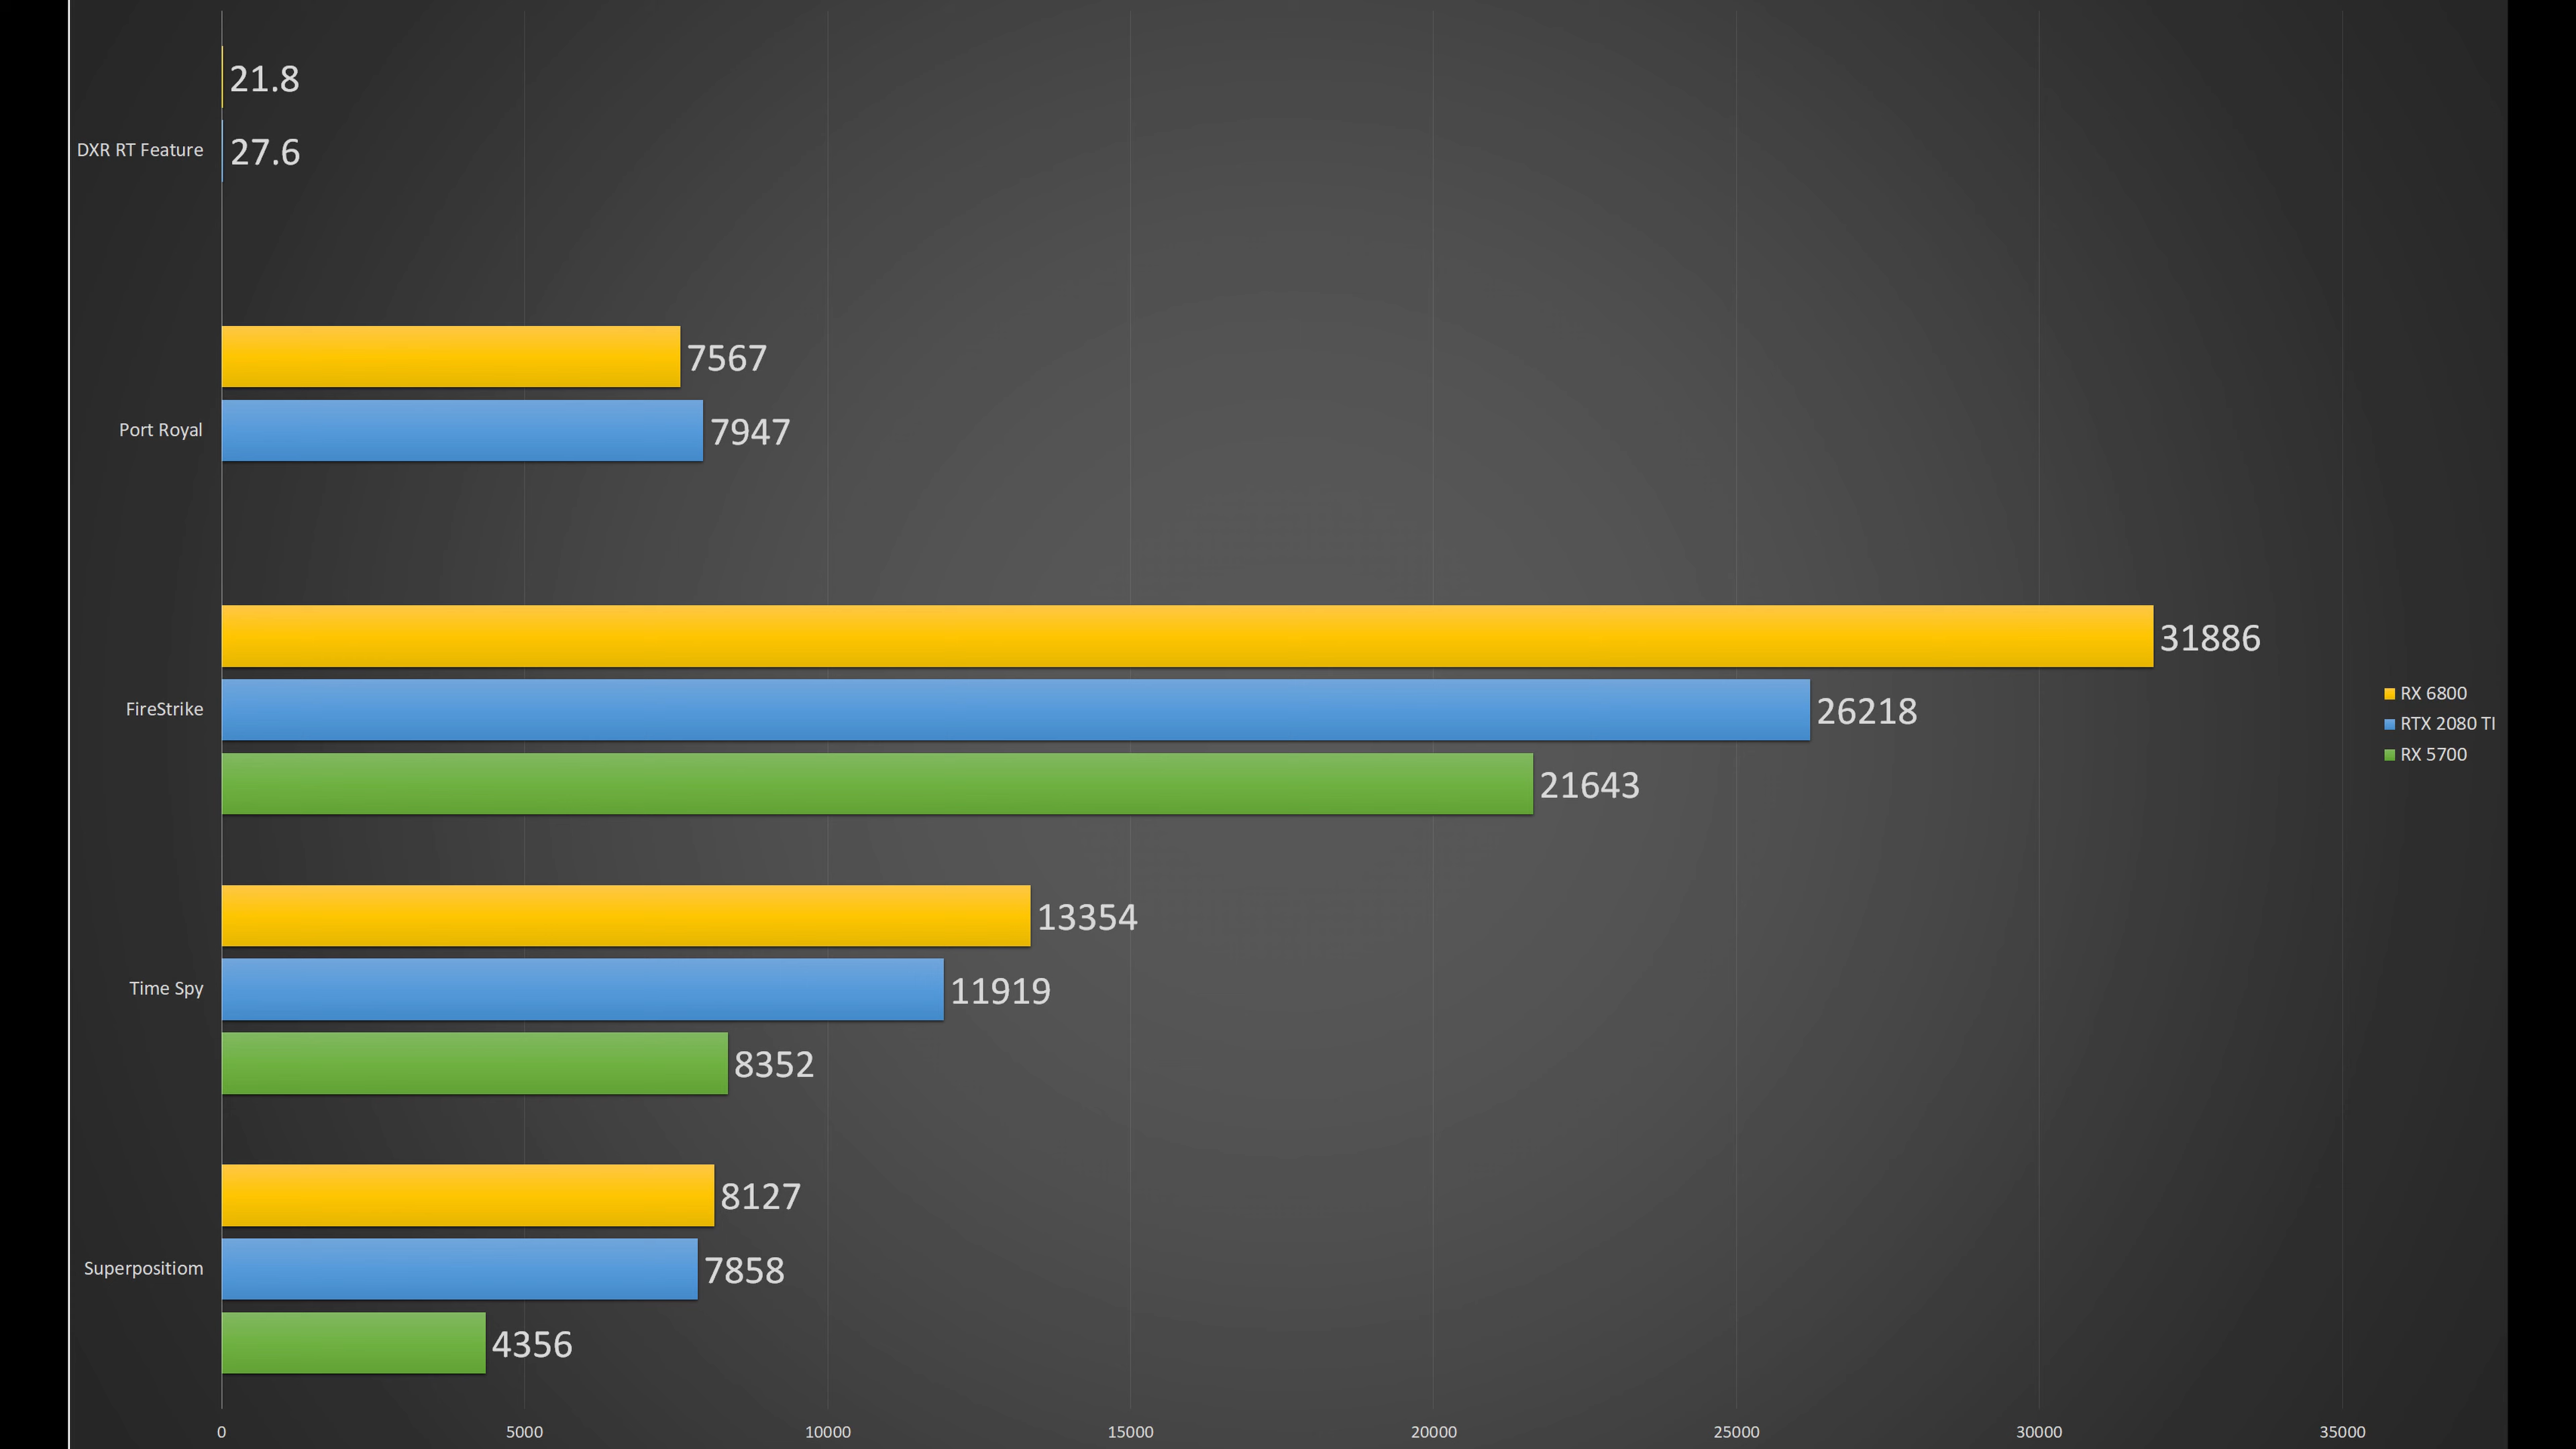 21.8
DXR RT Feature
27.6
7567
Port Royal
7947
31886
FireStrike
26218
21643
RX 6800
RTX 2080 TI
RX 5700
13354
Time Spy
11919
8352
8127
Superpositiom
7858
4356
0 5000 10000 15000 20000 25000 30000 35000